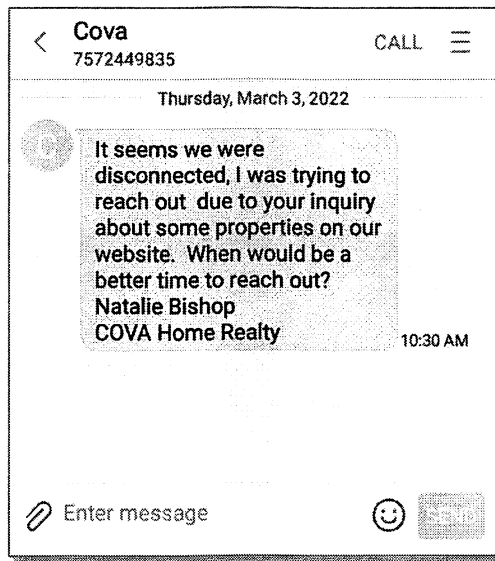 Cova
7572449835
CALL
Thursday, March 3, 2022
It seems we were
disconnected, I was trying to
reach out  due to your inquiry
about some properties on our
website.  When would be a
better time to reach out?
Natalie Bishop
COVA Home Realty
10:30 AM
Enter message
SEND